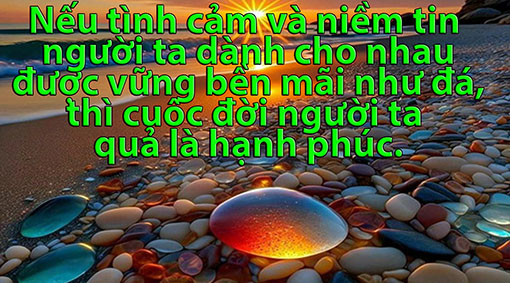 Nếu tình cảm và niềm tin
người ta dành cho nhau
được vững bền mãi như đá,
thì cuộc đời người ta
quả là hạnh phúc.